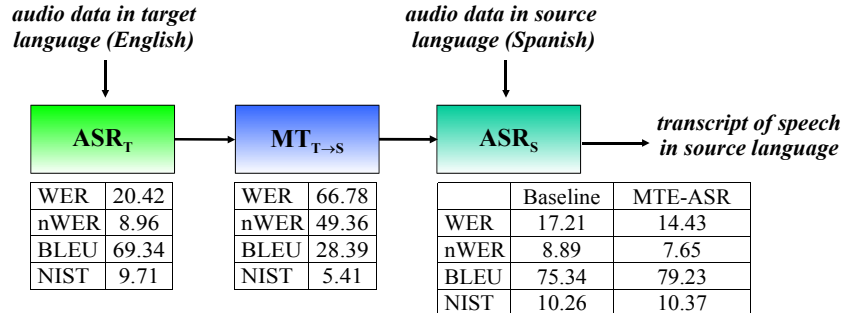 audio data in target
language (English)
audio data in source
language (Spanish)
ASR_T
MT_T→S
ASR_S
transcript of speech
in source language
WER 20.42
nWER 8.96
BLEU 69.34
NIST 9.71
WER 66.78
nWER 49.36
BLEU 28.39
NIST 5.41
Baseline MTE-ASR
WER 17.21 14.43
nWER 8.89 7.65
BLEU 75.34 79.23
NIST 10.26 10.37